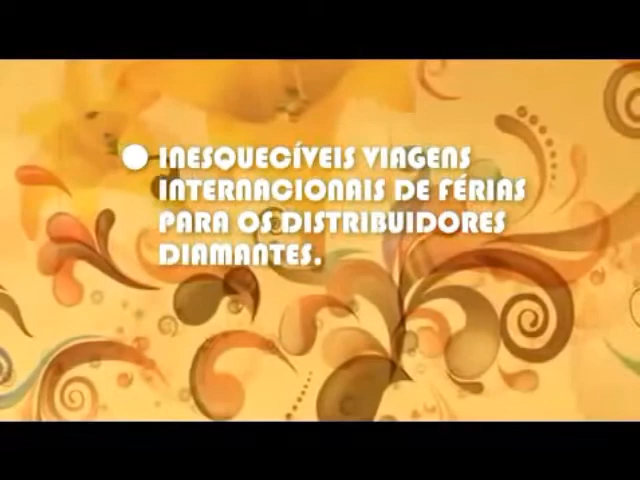 INESQUECÍVEIS VIAGENS
INTERNACIONAIS DE FÉRIAS
PARA OS DISTRIBUIDORES
DIAMANTES.